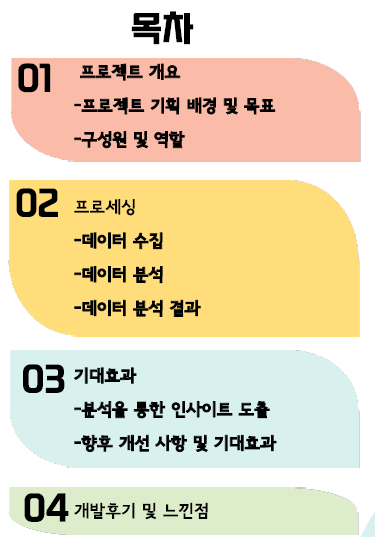 목차
01 프로젝트 개요
-프로젝트 기획 배경 및 목표
-구성원 및 역할
02 프로세싱
-데이터 수집
-데이터 분석
-데이터 분석 결과
03 기대효과
-분석을 통한 인사이트 도출
-향후 개선 사항 및 기대효과
04 개발후기 및 느낀점